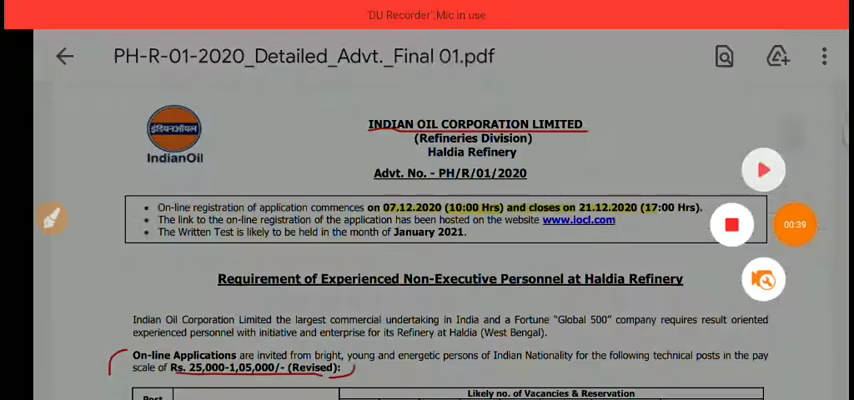 "DU Recorder",Mic in use
PH-R-01-2020_Detailed_Advt._Final 01.pdf
इंडियनऑयल
IndianOil
INDIAN OIL CORPORATION LIMITED
(Refineries Division)
Haldia Refinery
Advt. No. - PH/R/01/2020
• On-line registration of application commences on 07.12.2020 (10:00 Hrs) and closes on 21.12.2020 (17:00 Hrs).
• The link to the on-line registration of the application has been hosted on the website www.iocl.com
• The Written Test is likely to be held in the month of January 2021.
00:39
Requirement of Experienced Non-Executive Personnel at Haldia Refinery
Indian Oil Corporation Limited the largest commercial undertaking in India and a Fortune "Global 500" company requires result oriented
experienced personnel with initiative and enterprise for its Refinery at Haldia (West Bengal).
On-line Applications are invited from bright, young and energetic persons of Indian Nationality for the following technical posts in the pay
scale of Rs. 25,000-1,05,000/- (Revised):
Likely no. of Vacancies & Reservation
Post